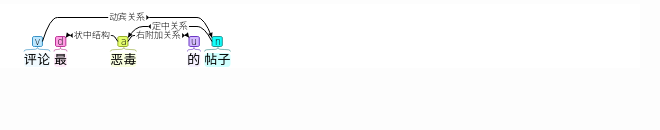 动宾关系
定中关系
状中结构 右附加关系
v d a u n
评论 最 恶毒 的 帖子